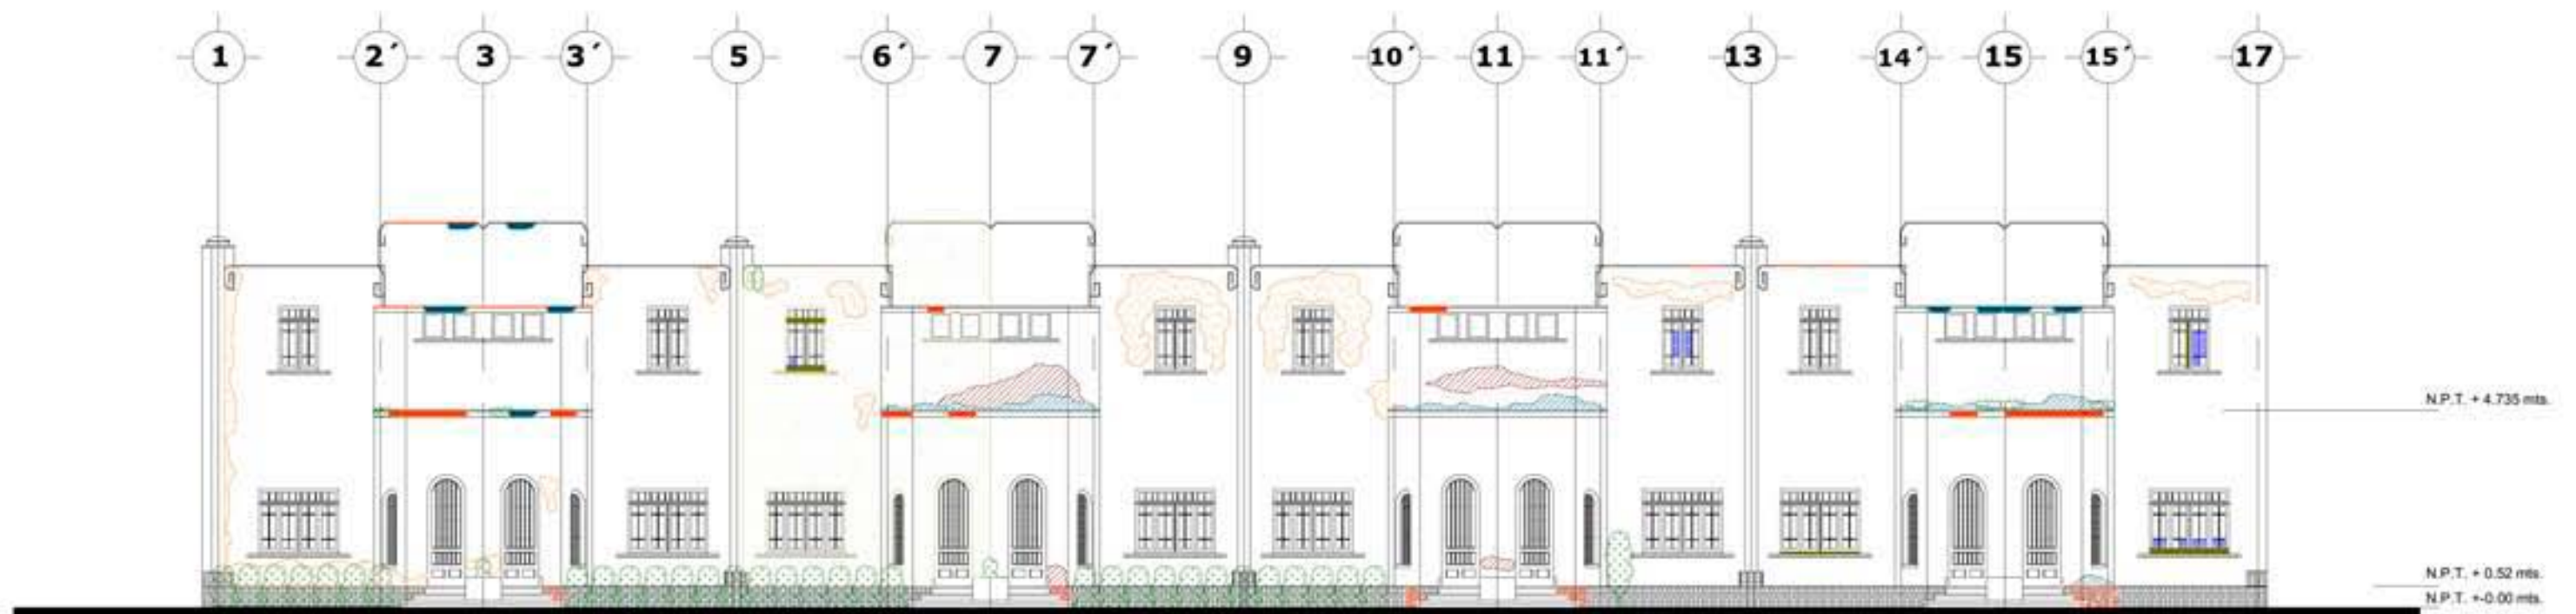 1 2´ 3 3´ 5 6´ 7 7´ 9 10´ 11 11´ 13 14´ 15 15´ 17
N.P.T. + 4.735 mts.
N.P.T. + 0.52 mts.
N.P.T. +-0.00 mts.